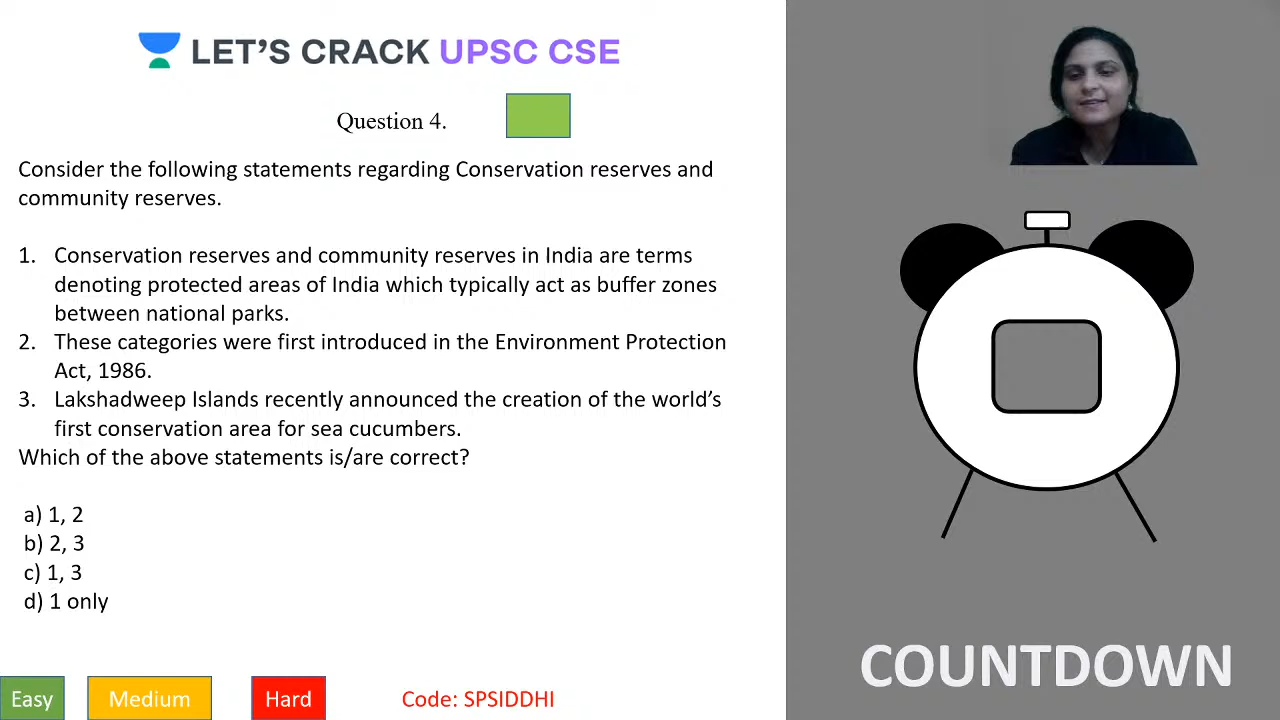 LET'S CRACK UPSC CSE
Question 4.
Consider the following statements regarding Conservation reserves and
community reserves.
1. Conservation reserves and community reserves in India are terms
denoting protected areas of India which typically act as buffer zones
between national parks.
2. These categories were first introduced in the Environment Protection
Act, 1986.
3. Lakshadweep Islands recently announced the creation of the world’s
first conservation area for sea cucumbers.
Which of the above statements is/are correct?
a) 1, 2
b) 2, 3
c) 1, 3
d) 1 only
Easy Medium Hard Code: SPSIDDHI
COUNTDOWN